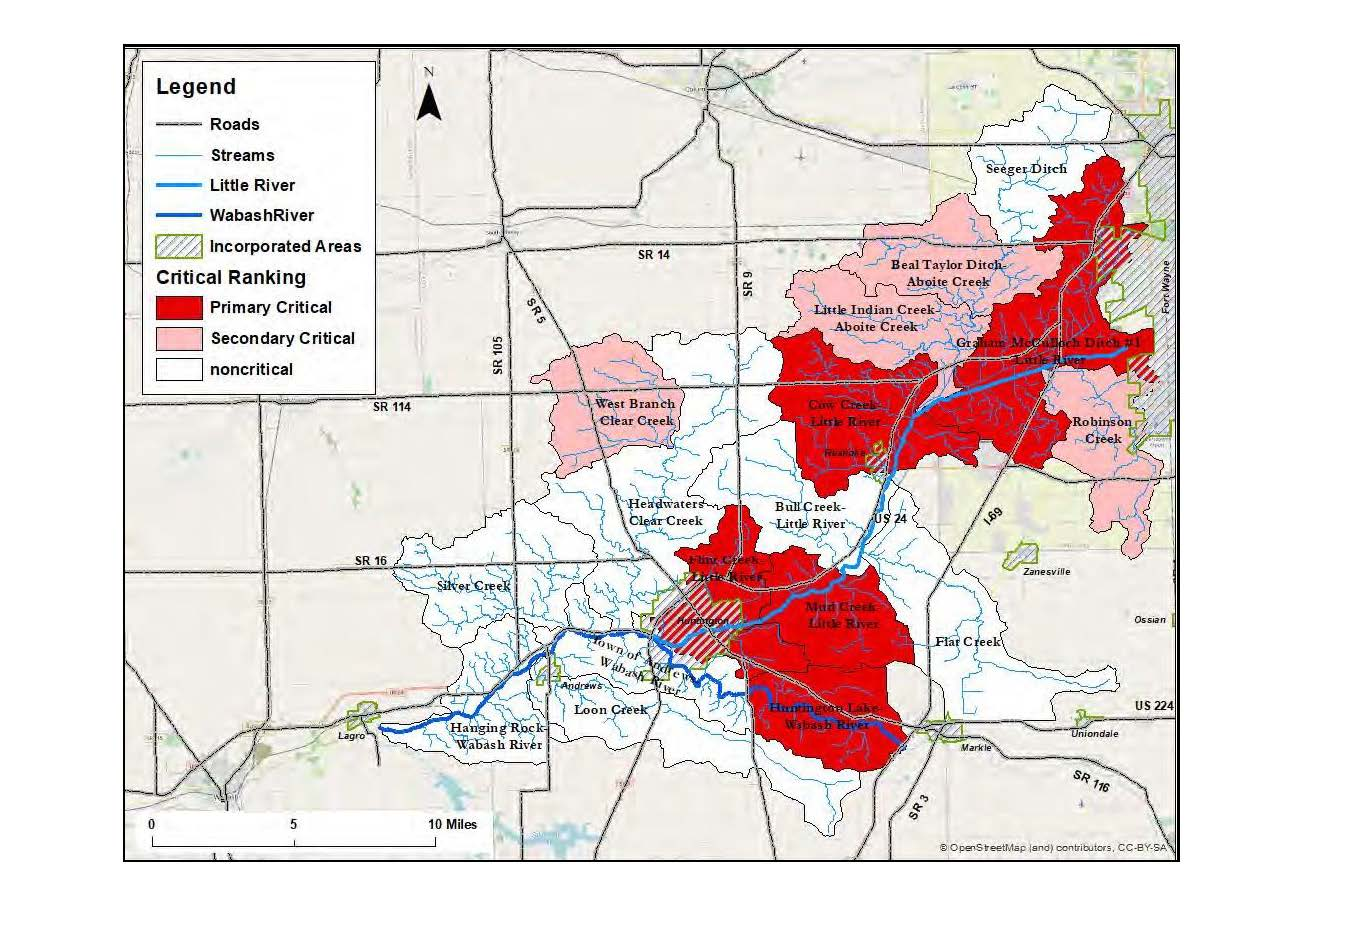 Legend
Roads
Streams
Little River
WabashRiver
Incorporated Areas
Critical Ranking
Primary Critical
Secondary Critical
noncritical
N
Seeger Ditch
SR 14
SR 9
Beal Taylor Ditch-
Aboite Creek
Fort Wayne
SR 5
Little Indian Creek-
Aboite Creek
SR 105
Graham McCulloch Ditch #1
Little River
SR 114
West Branch
Clear Creek
Cow Creek-
Little River
Robinson
Creek
Roanoke
Headwaters
Clear Creek
Bull Creek-
Little River
US 24
I 69
SR 16
Flint Creek-
Little River
Zanesville
Silver Creek
Mud Creek-
Little River
Huntington
Ossian
Flat Creek
Town of Andrews
Wabash River
Andrews
Loon Creek
Huntington Lake-
Wabash River
US 224
Lagro
Hanging Rock-
Wabash River
Uniondale
Markle
SR 116
SR 3
0 5 10 Miles
© OpenStreetMap (and) contributors, CC-BY-SA